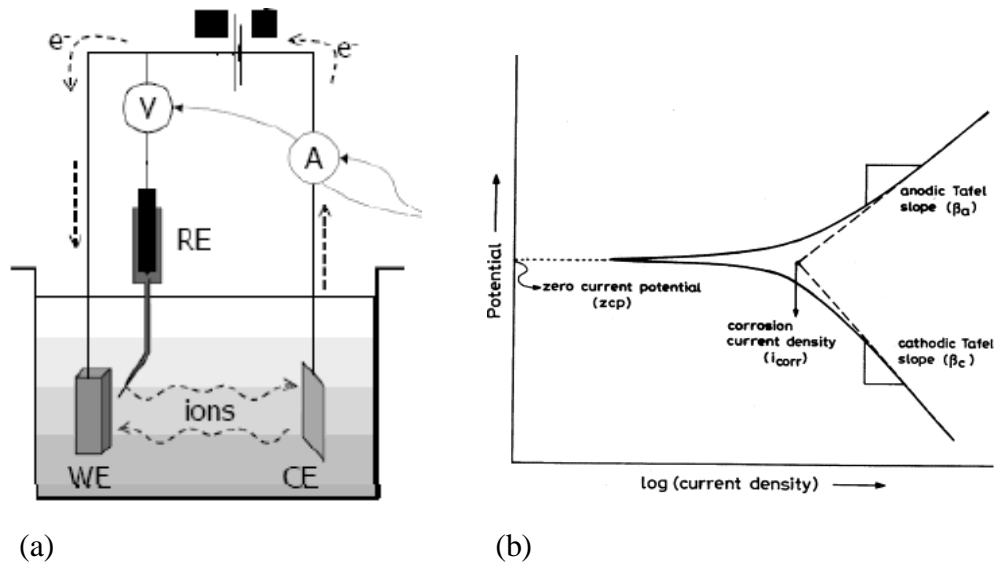 e-
e-
V
A
RE
ions
WE
CE
(a)
Potential
anodic Tafel
slope (βa)
zero current potential
(zcp)
corrosion
current density
(icorr)
cathodic Tafel
slope (βc)
log (current density)
(b)